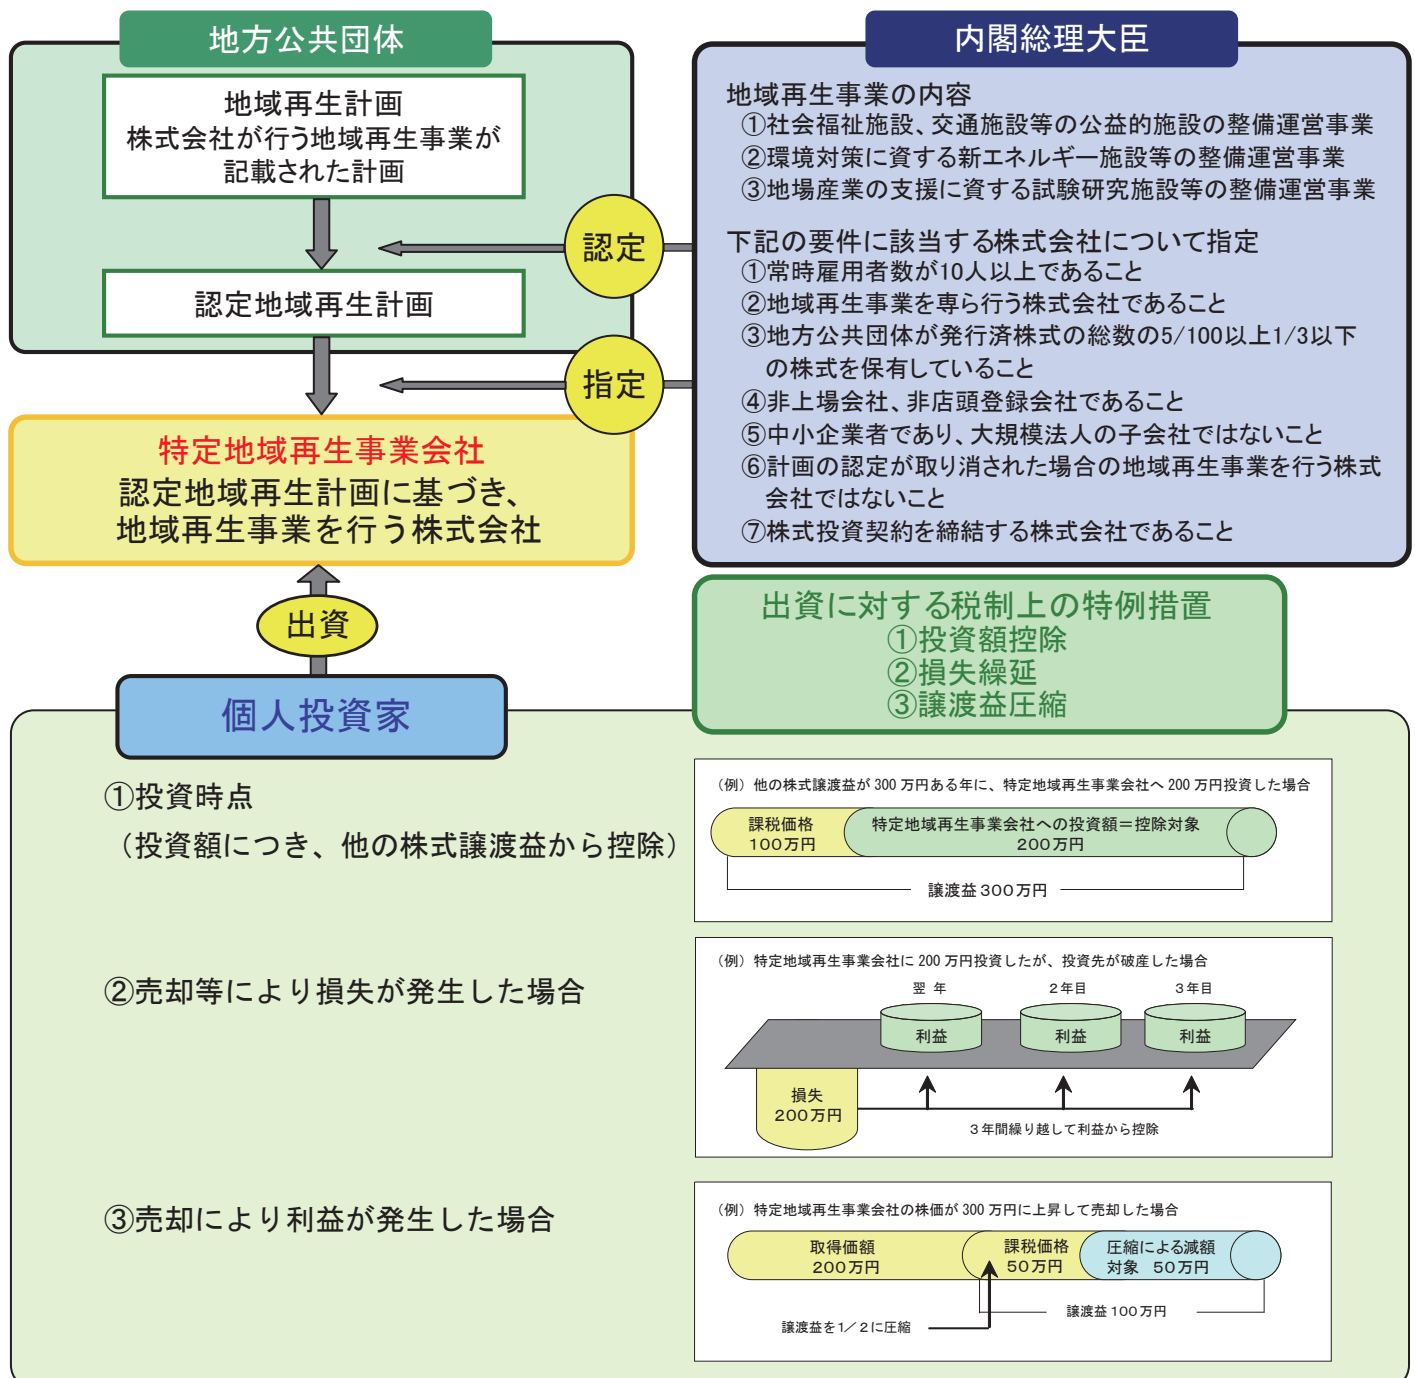 地方公共団体
地域再生計画
株式会社が行う地域再生事業が
記載された計画
認定
認定地域再生計画
指定
特定地域再生事業会社
認定地域再生計画に基づき、
地域再生事業を行う株式会社
出資
内閣総理大臣
地域再生事業の内容
①社会福祉施設、交通施設等の公益的施設の整備運営事業
②環境対策に資する新エネルギー施設等の整備運営事業
③地場産業の支援に資する試験研究施設等の整備運営事業
下記の要件に該当する株式会社について指定
①常時雇用者数が10人以上であること
②地域再生事業を専ら行う株式会社であること
③地方公共団体が発行済株式の総数の5/100以上1/3以下
の株式を保有していること
④非上場会社、非店頭登録会社であること
⑤中小企業者であり、大規模法人の子会社ではないこと
⑥計画の認定が取り消された場合の地域再生事業を行う株式
会社ではないこと
⑦株式投資契約を締結する株式会社であること
出資に対する税制上の特例措置
①投資額控除
②損失繰延
③譲渡益圧縮
個人投資家
①投資時点
（投資額につき、他の株式譲渡益から控除）
（例）他の株式譲渡益が300万円ある年に、特定地域再生事業会社へ200万円投資した場合
課税価格
100万円
特定地域再生事業会社への投資額＝控除対象
200万円
譲渡益300万円
②売却等により損失が発生した場合
（例）特定地域再生事業会社に200万円投資したが、投資先が破産した場合
翌 年
2年目
3年目
利益
利益
利益
損失
200万円
3年間繰り越して利益から控除
③売却により利益が発生した場合
（例）特定地域再生事業会社の株価が300万円に上昇して売却した場合
取得価額
200万円
課税価格
50万円
圧縮による減額
対象 50万円
譲渡益100万円
譲渡益を1／2に圧縮